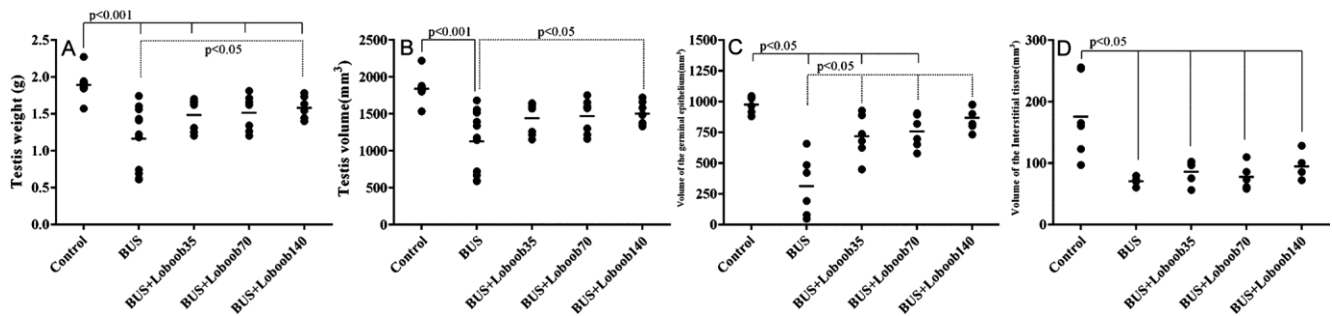 A
p<0.001
p<0.05
Testis weight (g)
2.5
2.0
1.5
1.0
0.5
0.0
Control
BUS
BUS+Loboob35
BUS+Loboob70
BUS+Loboob140
B
p<0.001
p<0.05
Testis volume(mm³)
2500
2000
1500
1000
500
0
Control
BUS
BUS+Loboob35
BUS+Loboob70
BUS+Loboob140
C
p<0.05
p<0.05
Volume of the germinal epithelium(mm³)
1500
1250
1000
750
500
250
0
Control
BUS
BUS+Loboob35
BUS+Loboob70
BUS+Loboob140
D
p<0.05
Volume of the Interstitial tissue(mm³)
300
200
100
0
Control
BUS
BUS+Loboob35
BUS+Loboob70
BUS+Loboob140